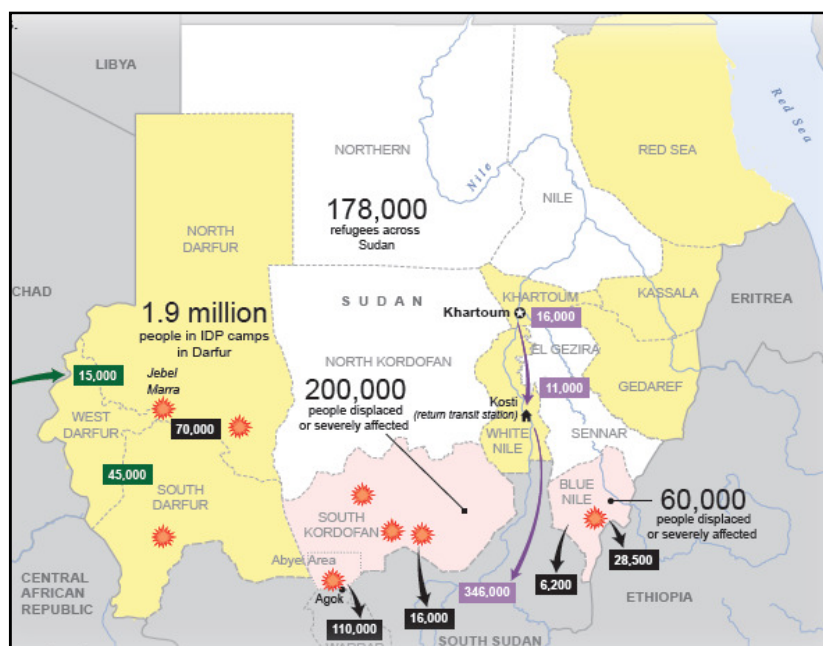 s.
LIBYA
Red Sea
NORTHERN
Nile
RED SEA
178,000
refugees across
Sudan
NILE
NORTH
DARFUR
CHAD
SUDAN
KHARTOUM
KASSALA
ERITREA
1.9 million
people in IDP camps
in Darfur
Khartoum
16,000
EL GEZIRA
NORTH KORDOFAN
15,000
Jebel
Marra
200,000
people displaced
or severely affected
11,000
GEDAREF
Kosti
(return transit station)
WEST
DARFUR
70,000
WHITE
NILE
SENNAR
45,000
SOUTH
DARFUR
BLUE
NILE
60,000
people displaced
or severely affected
SOUTH
KORDOFAN
Abyei Area
28,500
6,200
CENTRAL
AFRICAN
REPUBLIC
Agok
346,000
ETHIOPIA
16,000
110,000
SOUTH SUDAN